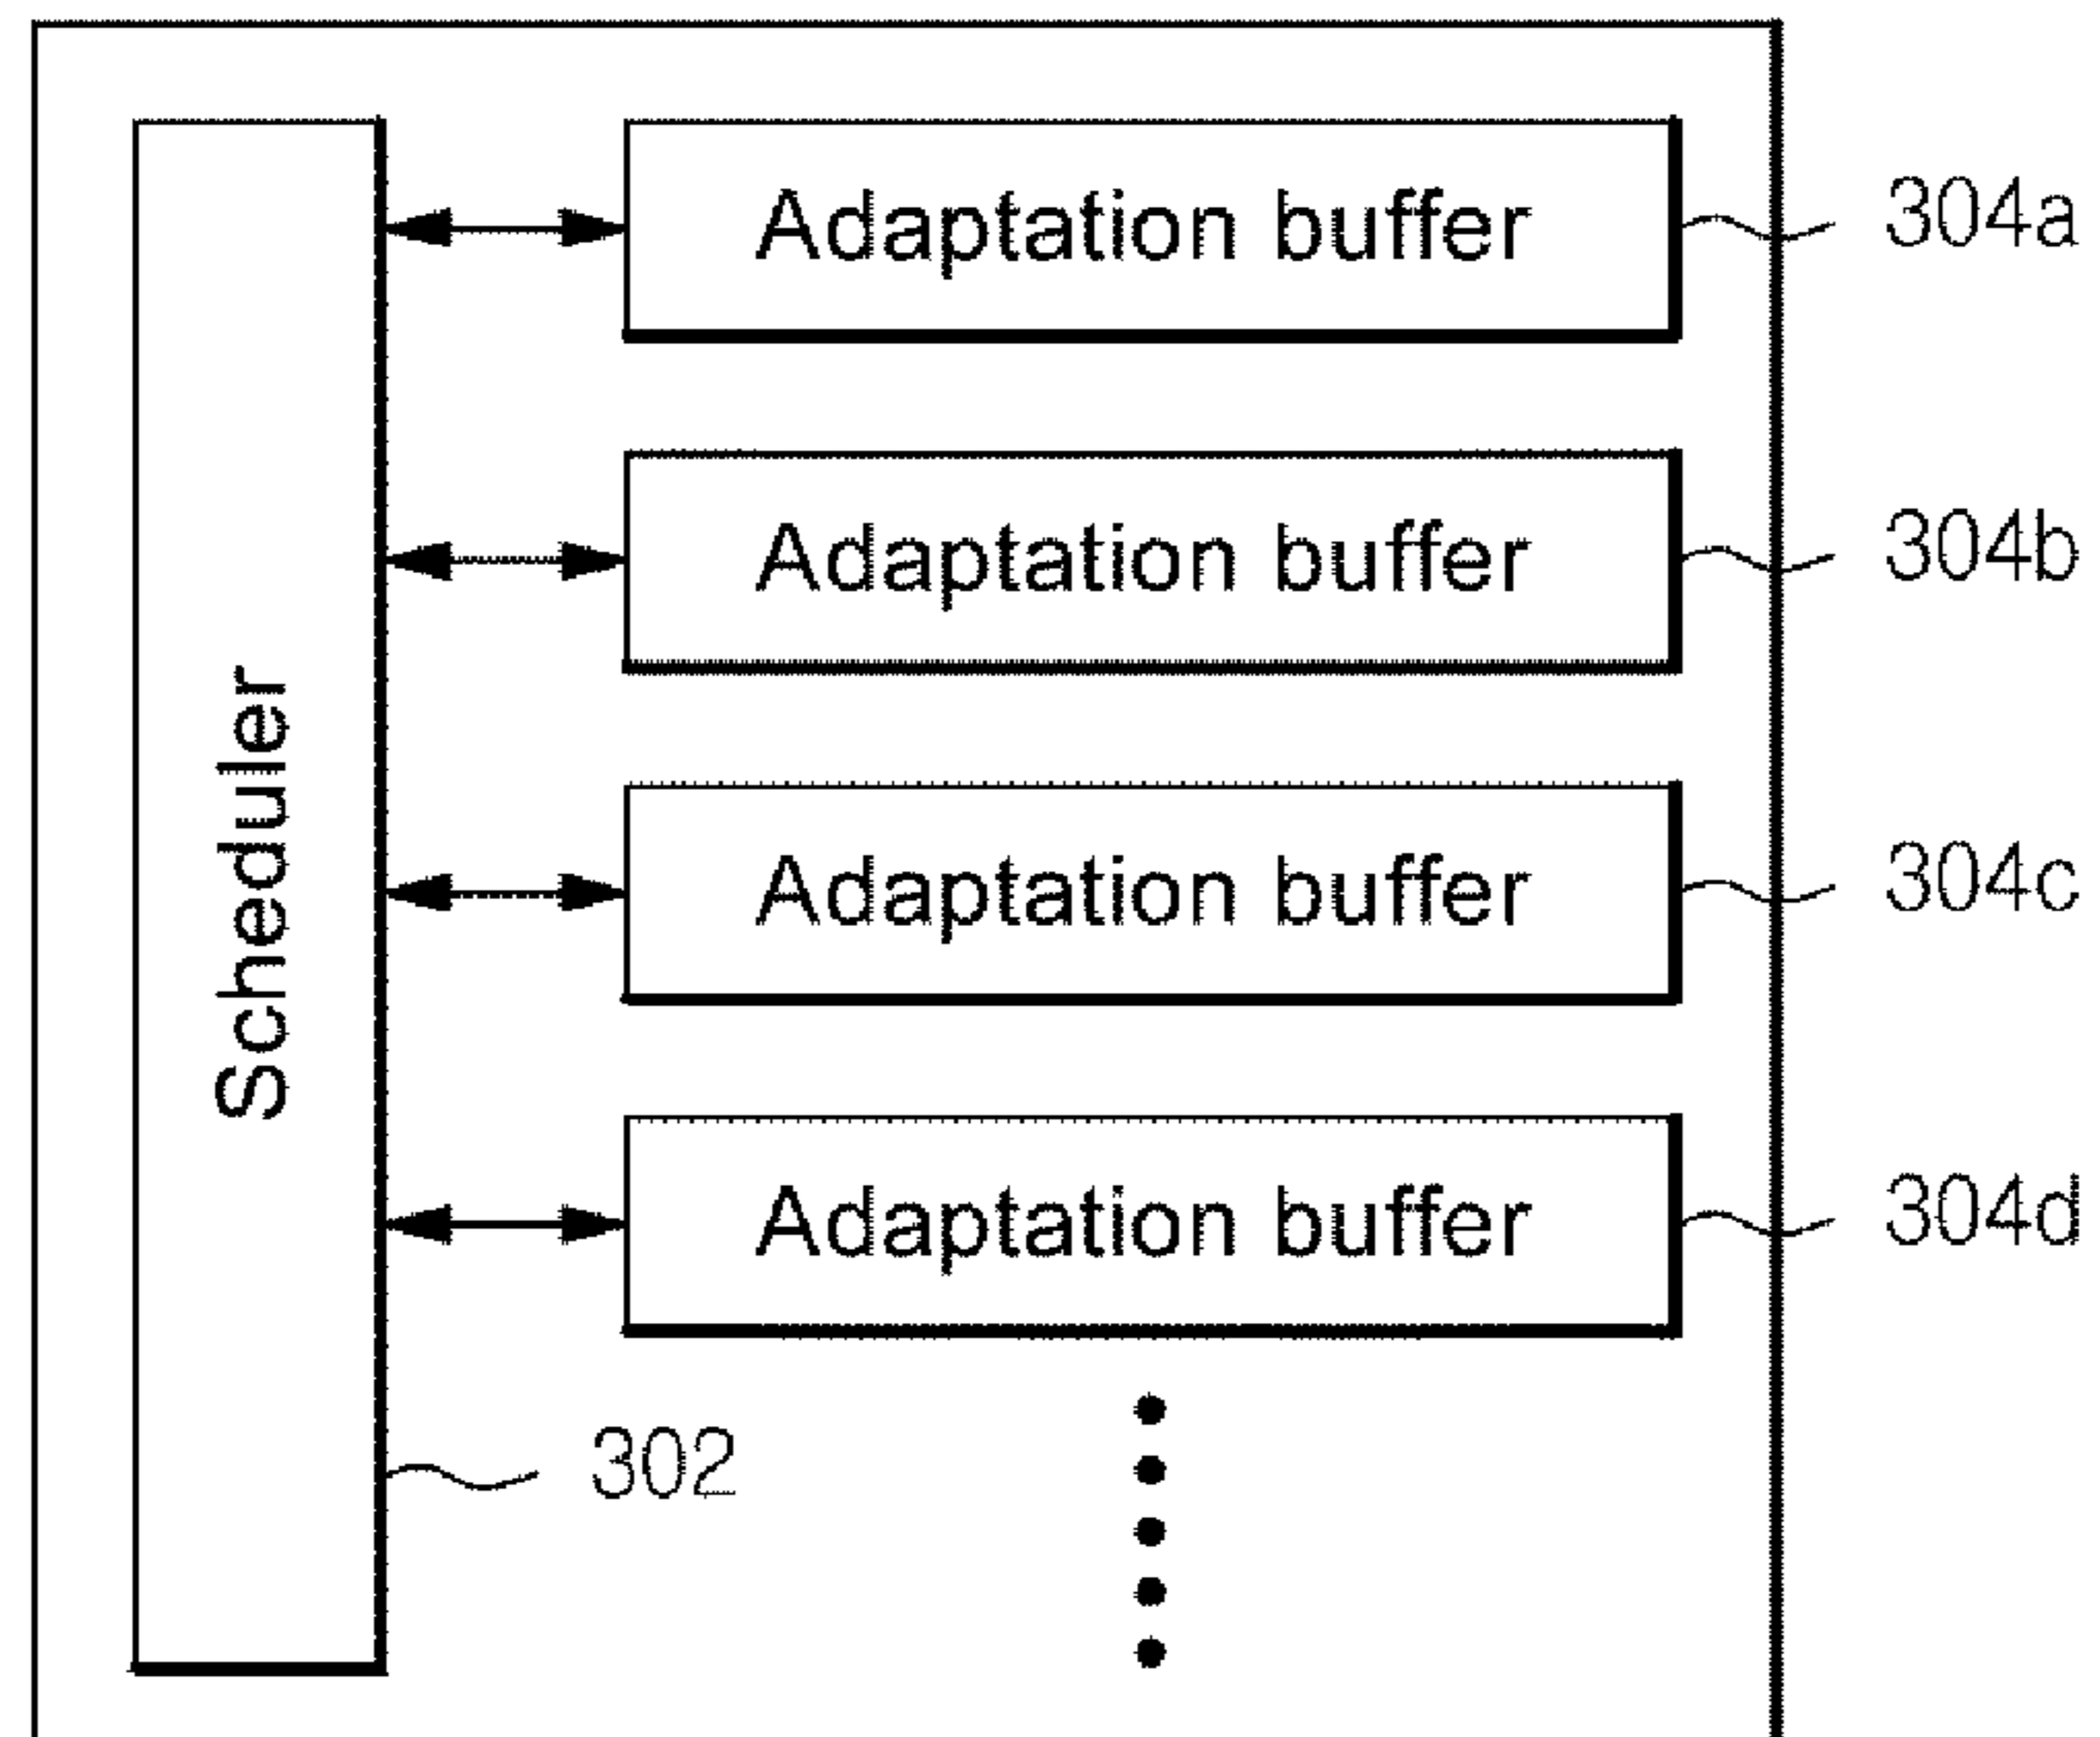 Adaptation buffer 304a
Adaptation buffer 304b
Scheduler
Adaptation buffer 304c
Adaptation buffer 304d
302